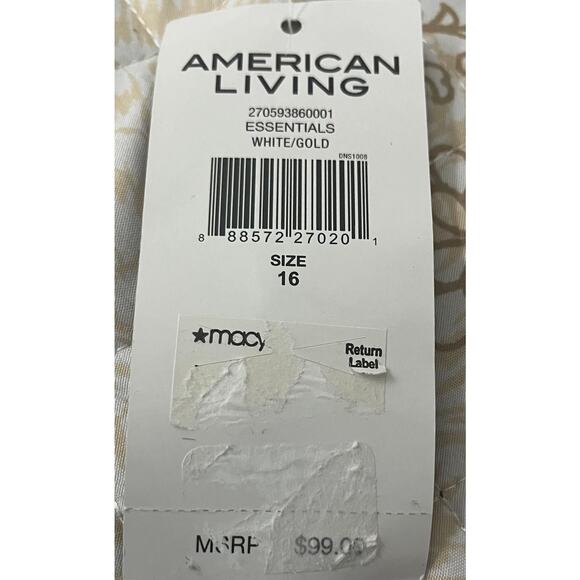 AMERICAN
LIVING
270593860001
ESSENTIALS
WHITE/GOLD
DNS1008
8 88572 27020 1
SIZE
16
★macy
Return
Label
MSRP $99.00